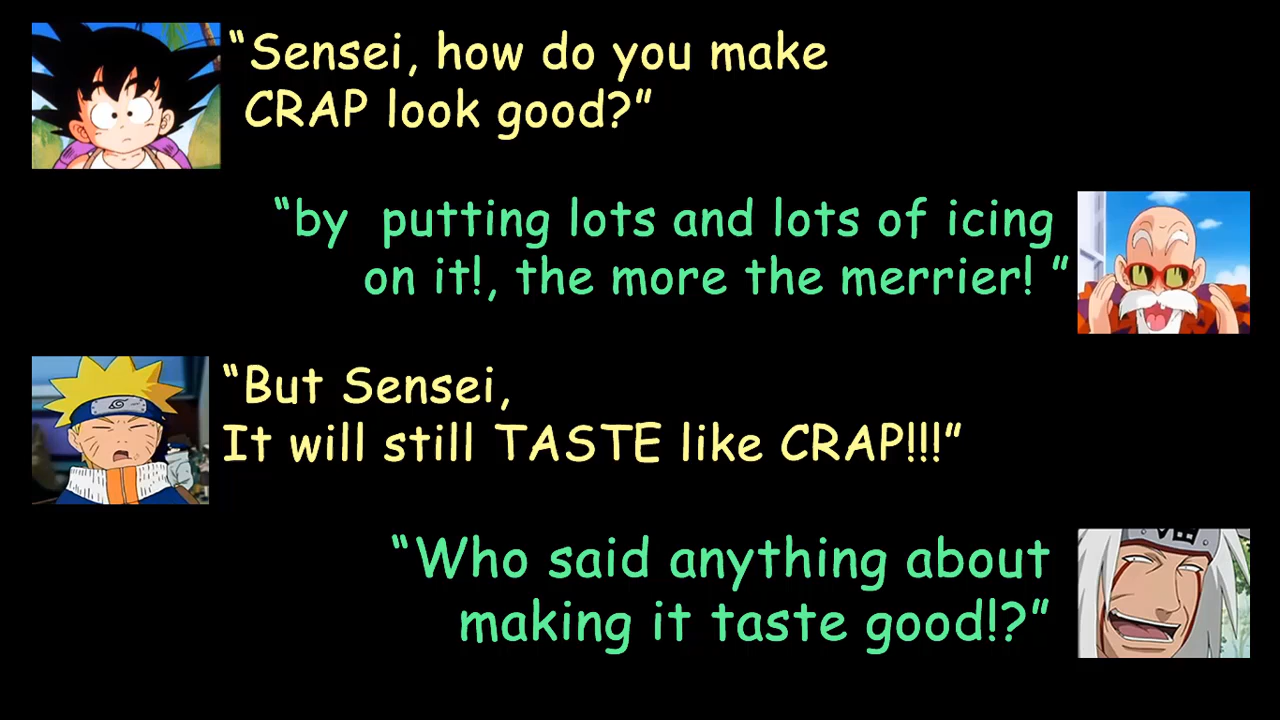 “Sensei, how do you make
CRAP look good?”
“by putting lots and lots of icing
on it!, the more the merrier! ”
“But Sensei,
It will still TASTE like CRAP!!!”
“Who said anything about
making it taste good!?”